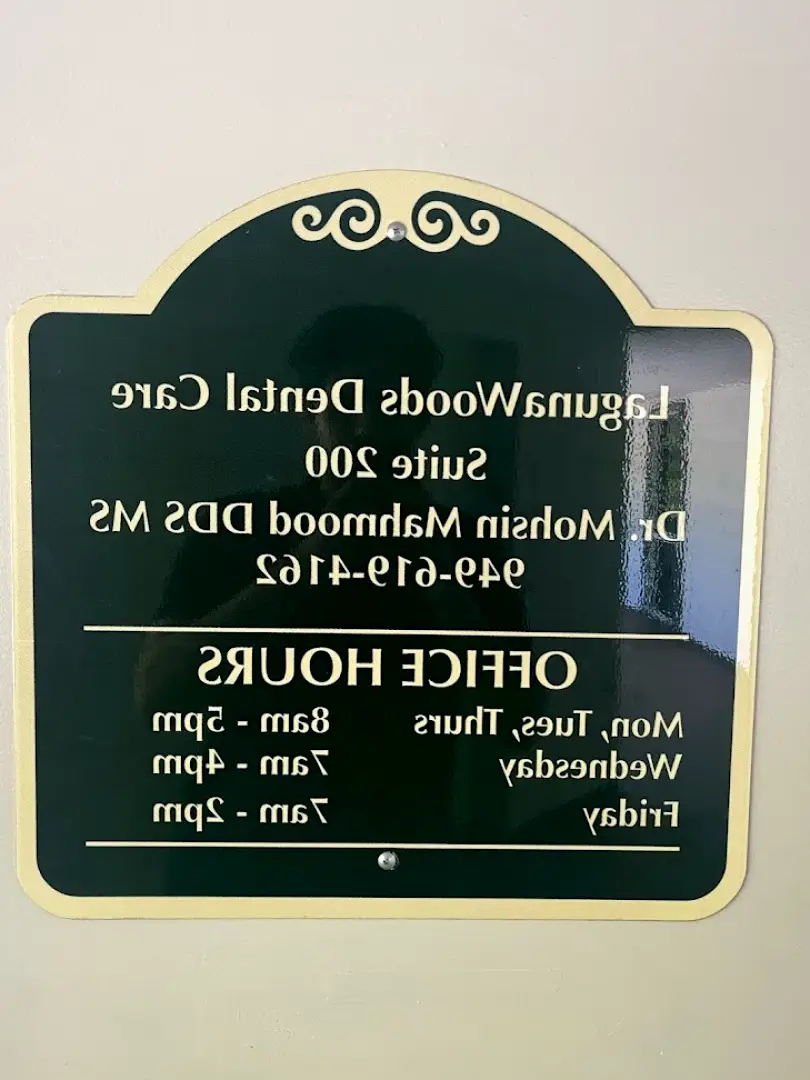 LagunaWoods Dental Care
Suite 200
Dr. Mohsin Mahmood DDS MS
949-619-4162
OFFICE HOURS
Mon, Tues, Thurs 8am - 5pm
Wednesday 7am - 4pm
Friday 7am - 2pm